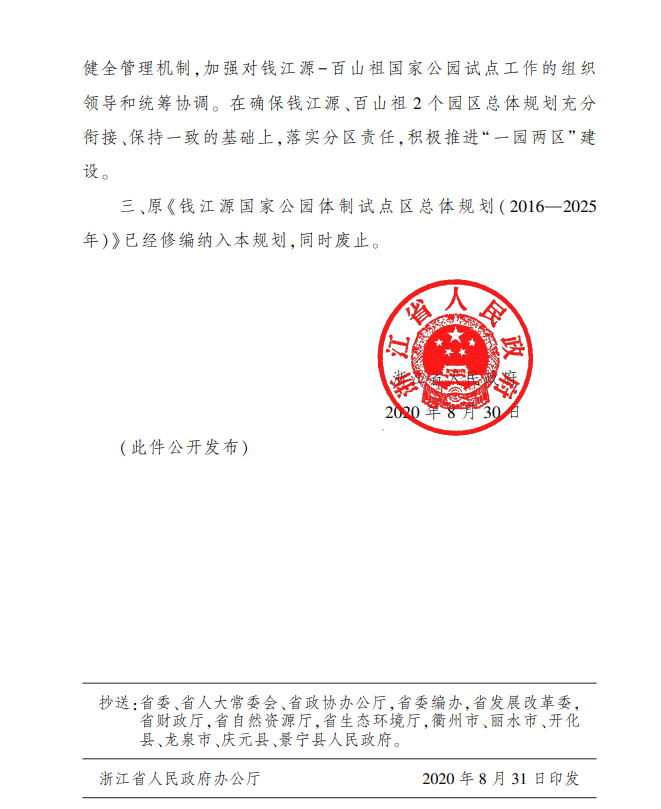 健全管理机制,加强对钱江源-百山祖国家公园试点工作的组织
领导和统筹协调。在确保钱江源、百山祖2个园区总体规划充分
衔接、保持一致的基础上,落实分区责任,积极推进“一园两区”建
设。
三、原《钱江源国家公园体制试点区总体规划(2016—2025
年)》已经修编纳入本规划,同时废止。
浙江省人民政府
浙江省人民政府
2020年8月30日
(此件公开发布)
抄送:省委、省人大常委会、省政协办公厅,省委编办,省发展改革委,
省财政厅,省自然资源厅,省生态环境厅,衢州市、丽水市、开化
县、龙泉市、庆元县、景宁县人民政府。
浙江省人民政府办公厅 2020年8月31日印发